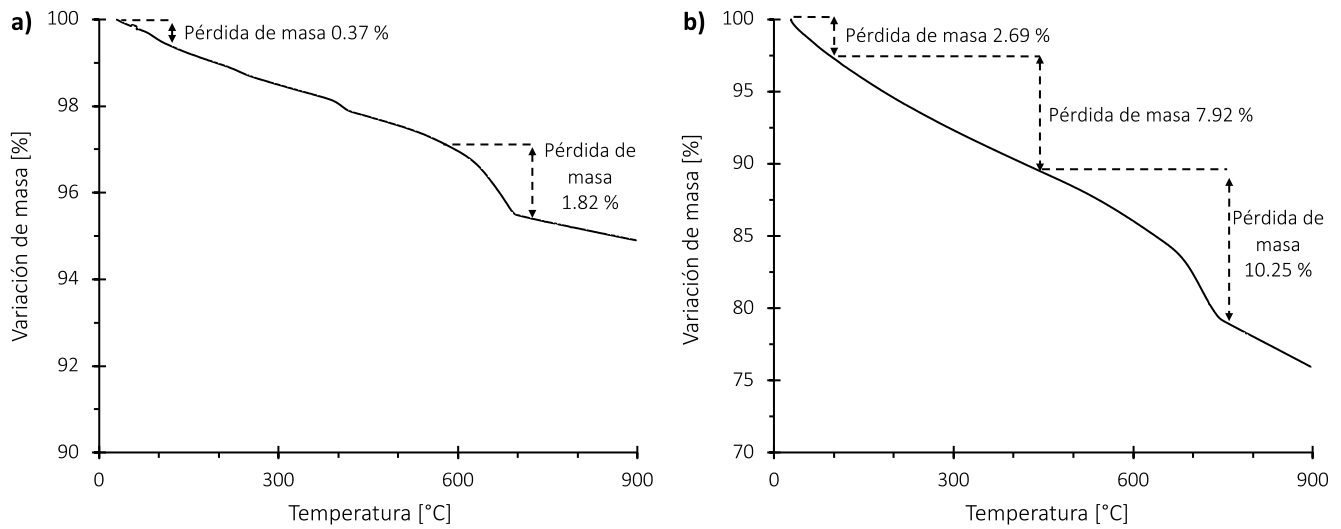 a)
Variación de masa [%]
100
98
96
94
92
90
Pérdida de masa 0.37 %
Pérdida de
masa
1.82 %
0
300
600
900
Temperatura [°C]
b)
Variación de masa [%]
100
95
90
85
80
75
70
Pérdida de masa 2.69 %
Pérdida de masa 7.92 %
Pérdida de
masa
10.25 %
0
300
600
900
Temperatura [°C]